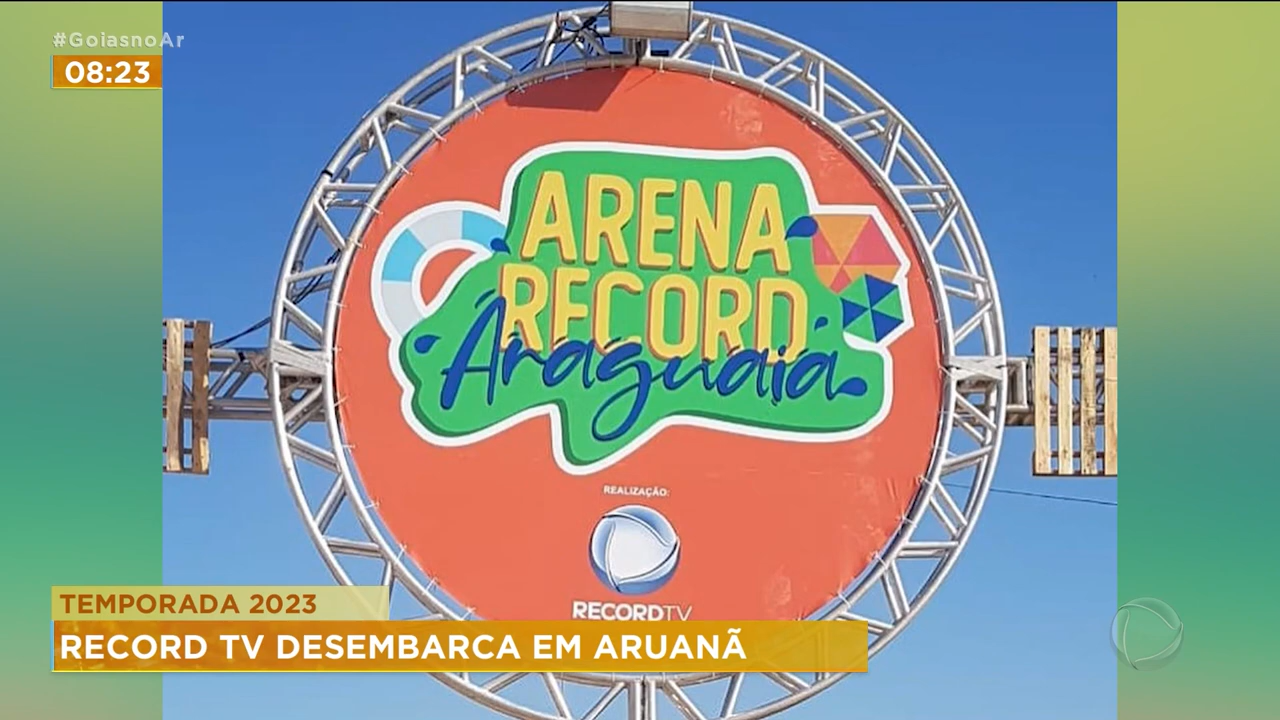 #GoiasnoAr
08:23
ARENA
RECORD
Araguaia
REALIZAÇÃO:
RECORDTV
TEMPORADA 2023
RECORD TV DESEMBARCA EM ARUANÃ